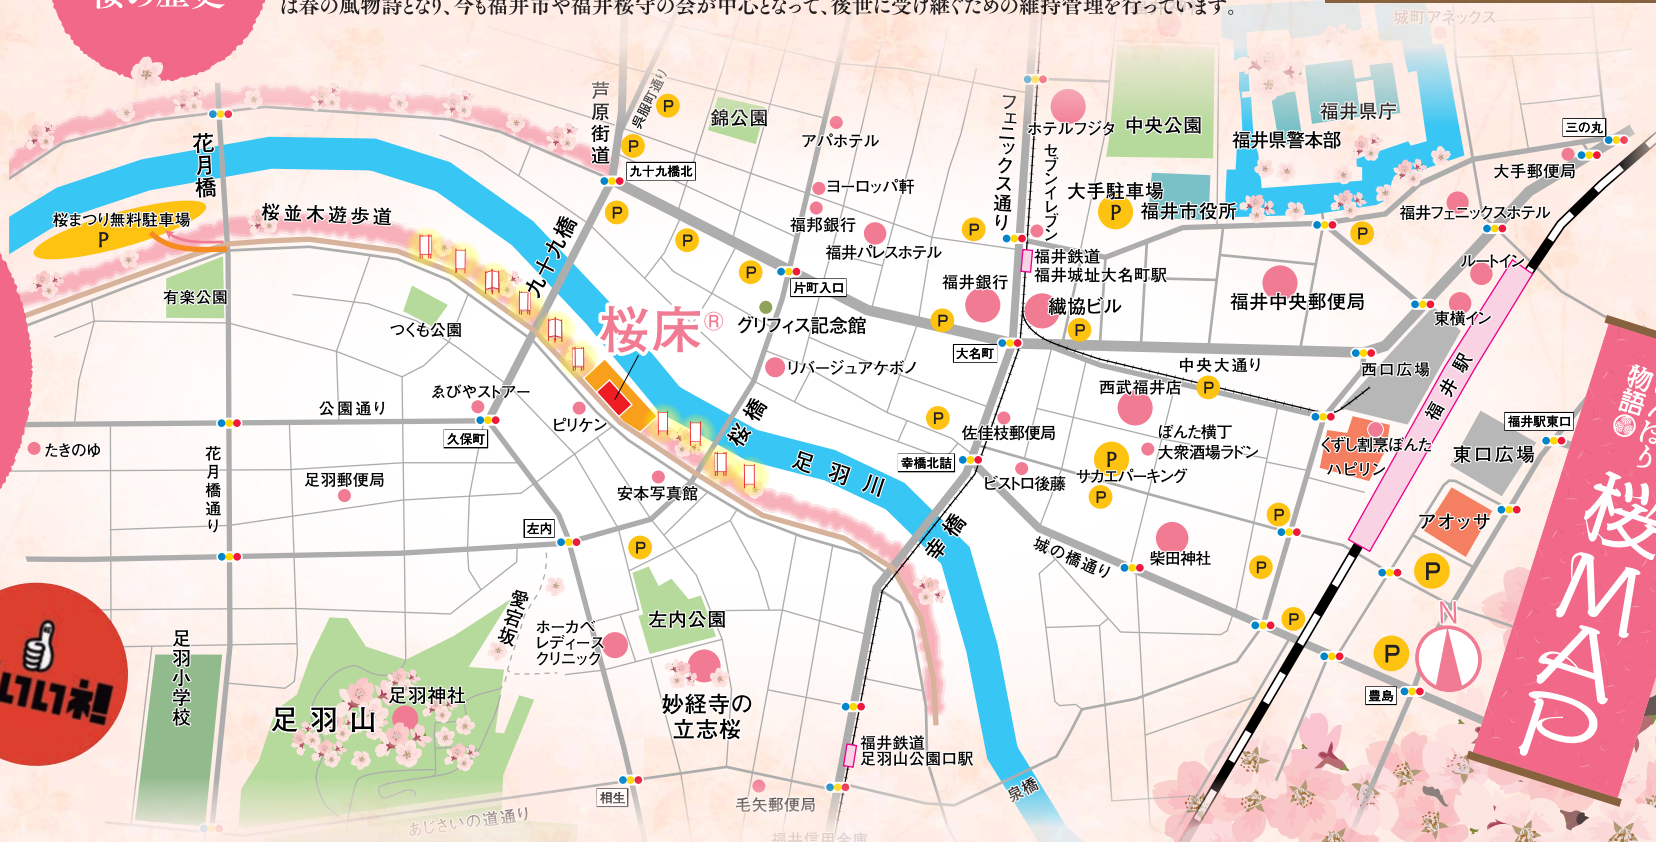 は春の風物詩となり、今も福井市や福井桜守の会が中心となって、後世に受け継ぐための維持管理を行っています。
桜の歴史
城町アネックス
芦原街道
呉服町通り
P
P
錦公園
アパホテル
フェニックス通り
ホテルフジタ
中央公園
福井県庁
福井県警本部
三の丸
大手郵便局
花月橋
九十九橋北
ヨーロッパ軒
福邦銀行
セブンイレブン
大手駐車場
P
福井市役所
福井フェニックスホテル
桜まつり無料駐車場
P
桜並木遊歩道
九十九橋
P
P
P
福井パレスホテル
P
福井鉄道
福井城址大名町駅
P
ルートイン
有楽公園
つくも公園
片町入口
福井銀行
繊協ビル
福井中央郵便局
東横イン
桜床®
グリフィス記念館
P
P
大名町
中央大通り
西口広場
福井駅
リバージュアケボノ
西武福井店
P
ゑびやストアー
公園通り
久保町
ピリケン
桜橋
P
佐佳枝郵便局
ぼんた横丁
大衆酒場ラドン
くずし割烹ぼんた
ハピリン
福井駅東口
東口広場
たきのゆ
花月橋通り
足羽郵便局
安本写真館
足羽川
幸橋北詰
ビストロ後藤
P
サカエパーキング
P
左内
P
幸橋
城の橋通り
柴田神社
P
P
アオッサ
P
いいネ!
足羽小学校
愛宕坂
ホーカベ
レディース
クリニック
左内公園
P
P
豊島
N
足羽神社
足羽山
妙経寺の
立志桜
福井鉄道
足羽山公園口駅
相生
毛矢郵便局
泉橋
あじさいの道通り
福井信用金庫
物語
桜MAP